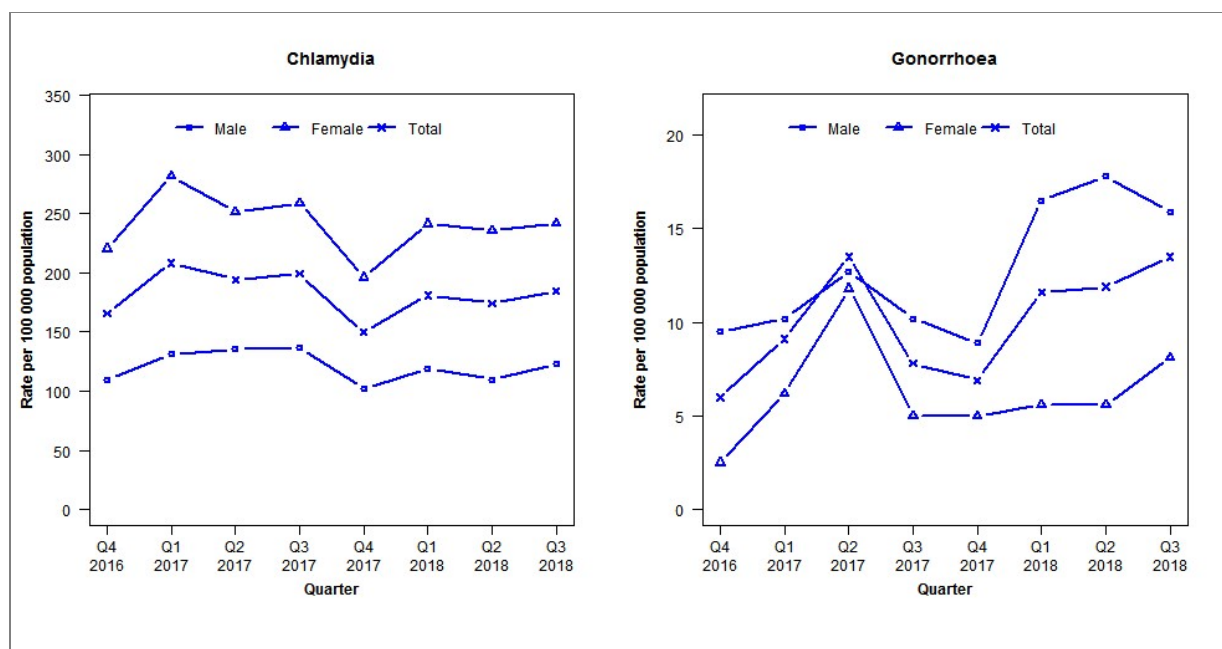 Chlamydia
Male Female Total
350
300
250
200
150
100
50
0
Rate per 100 000 population
Q4 Q1 Q2 Q3 Q4 Q1 Q2 Q3
2016 2017 2017 2017 2017 2018 2018 2018
Quarter
Gonorrhoea
Male Female Total
20
15
10
5
0
Rate per 100 000 population
Q4 Q1 Q2 Q3 Q4 Q1 Q2 Q3
2016 2017 2017 2017 2017 2018 2018 2018
Quarter